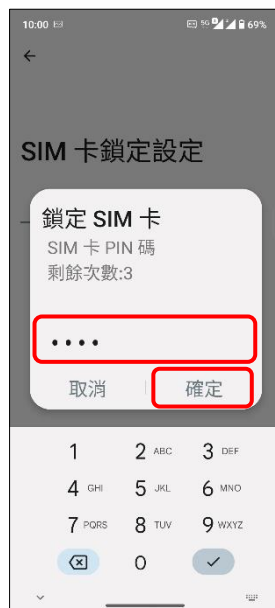 10:00 5G 69%
SIM 卡鎖定設定
鎖定 SIM 卡
SIM 卡 PIN 碼
剩餘次數:3
••••
取消 確定
1 2 ABC 3 DEF
4 GHI 5 JKL 6 MNO
7 PQRS 8 TUV 9 WXYZ
0